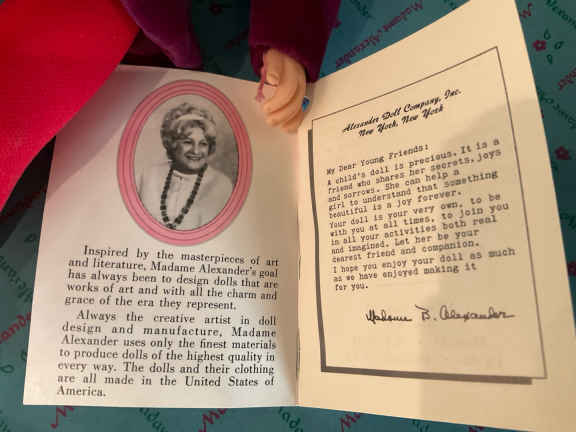 Inspired by the masterpieces of art
and literature, Madame Alexander's goal
has always been to design dolls that are
works of art and with all the charm and
grace of the era they represent.
Always the creative artist in doll
design and manufacture, Madame
Alexander uses only the finest materials
to produce dolls of the highest quality in
every way. The dolls and their clothing
are all made in the United States of
America.
Alexander Doll Company, Inc.
New York, New York
My Dear Young Friends:
A child's doll is precious. It is a
friend who shares her secrets, joys
and sorrows. She can help a
girl to understand that something
beautiful is a joy forever.
Your doll is your very own, to be
with you at all times, to join you
in all your activities both real
and imagined. Let her be your
dearest friend and companion.
I hope you enjoy your doll as much
as we have enjoyed making it
for you.
Madame B. Alexander